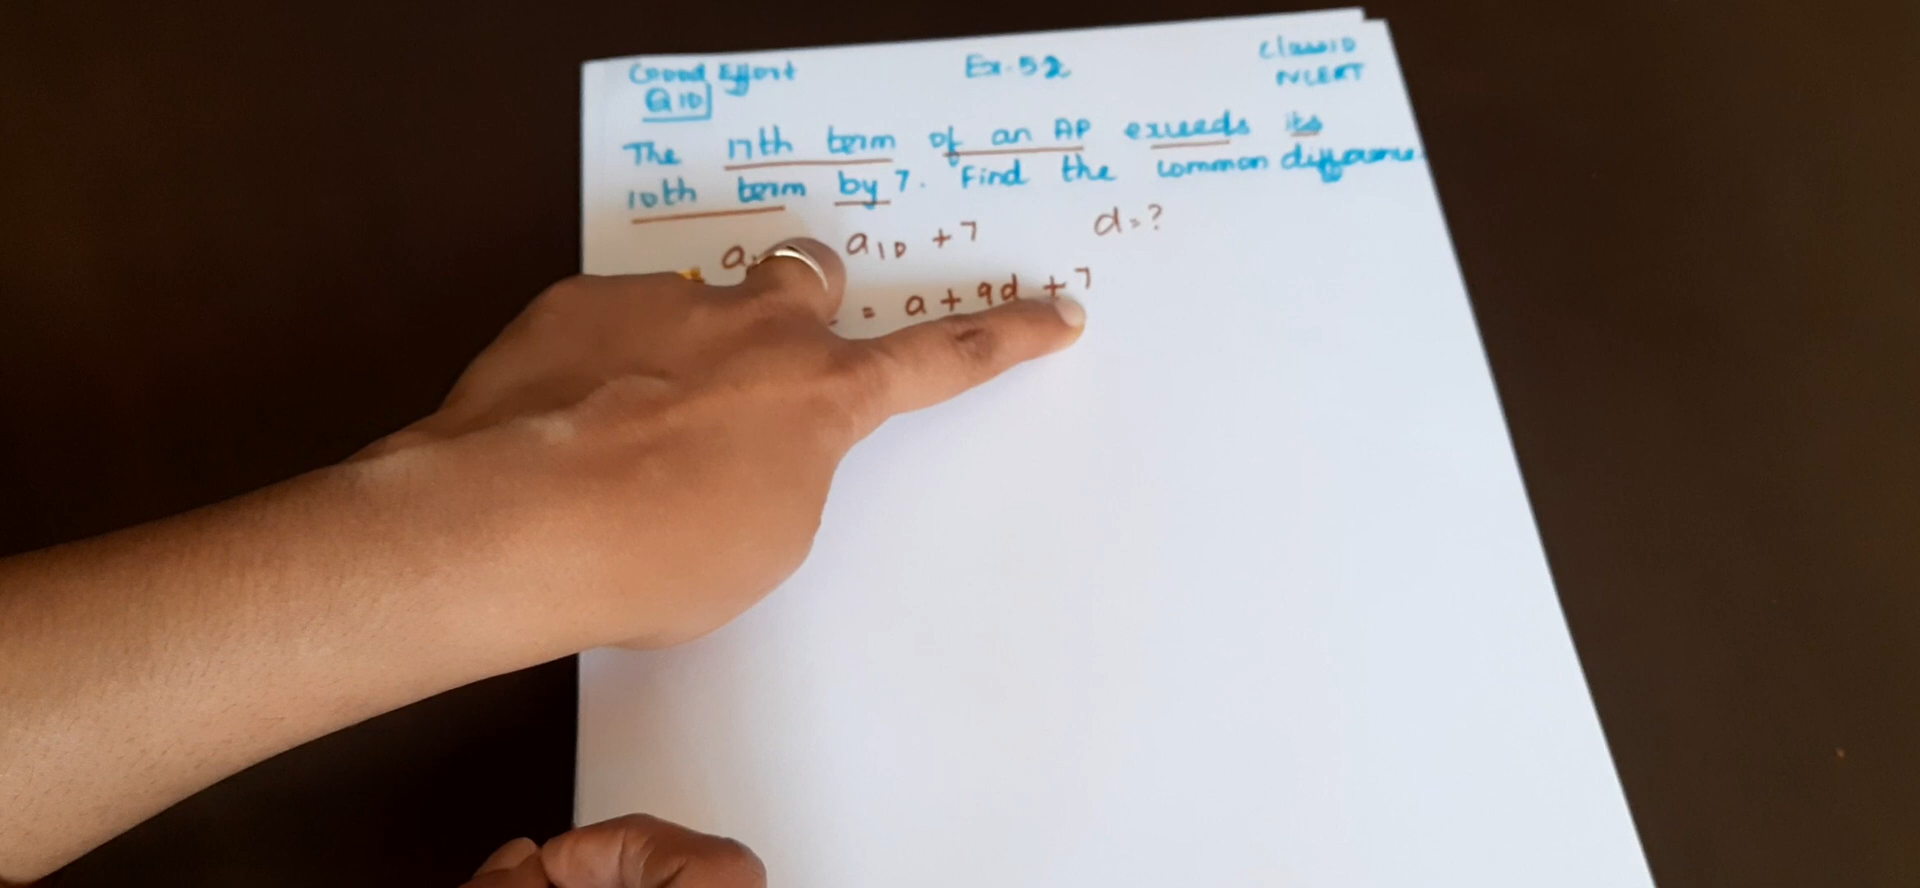 Good Effort Ex. 5.2 Class 10
Q 10 NCERT
The 17th term of an AP exceeds its
10th term by 7. Find the common difference.
a a10 + 7 d = ?
= a + 9d + 7